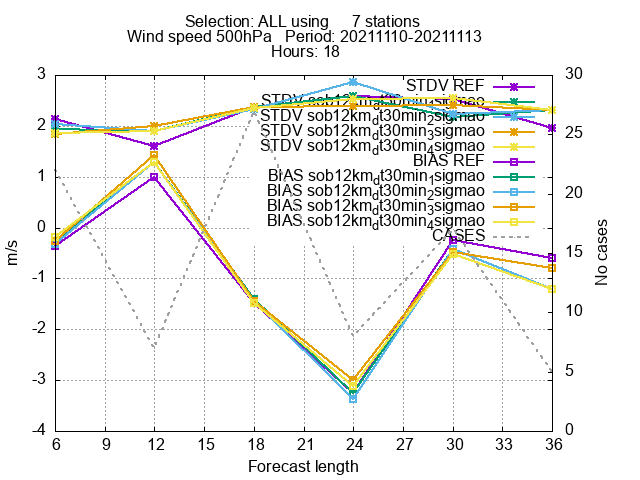 Selection: ALL using 7 stations
Wind speed 500hPa Period: 20211110-20211113
Hours: 18
STDV REF
STDV sob12km_dt30min_1sigmao
STDV sob12km_dt30min_2sigmao
STDV sob12km_dt30min_3sigmao
STDV sob12km_dt30min_4sigmao
BIAS REF
BIAS sob12km_dt30min_1sigmao
BIAS sob12km_dt30min_2sigmao
BIAS sob12km_dt30min_3sigmao
BIAS sob12km_dt30min_4sigmao
CASES
3
2
1
0
-1
-2
-3
-4
m/s
30
25
20
15
10
5
0
No cases
6 12 15 18 21 24 27 30 33 36
Forecast length